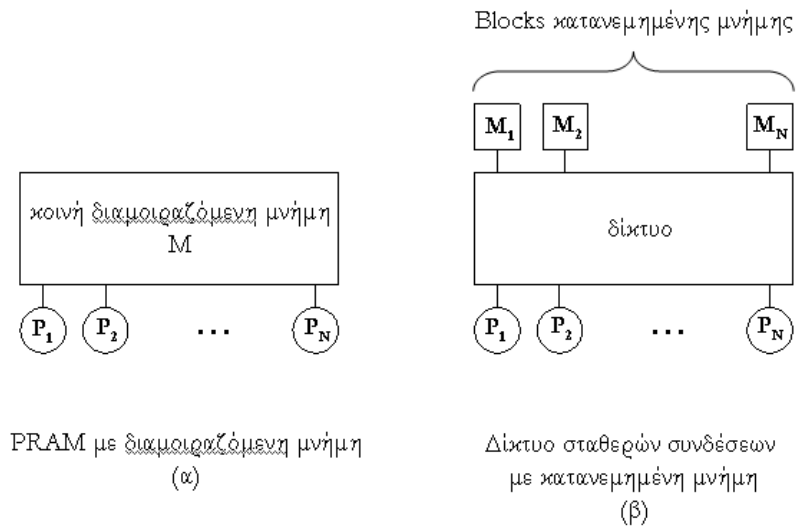 Blocks κατανεμημένης μνήμης
M1 M2 MN
κοινή διαμοιραζόμενη μνήμη
M
δίκτυο
P1 P2 ... PN
P1 P2 ... PN
PRAM με διαμοιραζόμενη μνήμη
(α)
Δίκτυο σταθερών συνδέσεων
με κατανεμημένη μνήμη
(β)